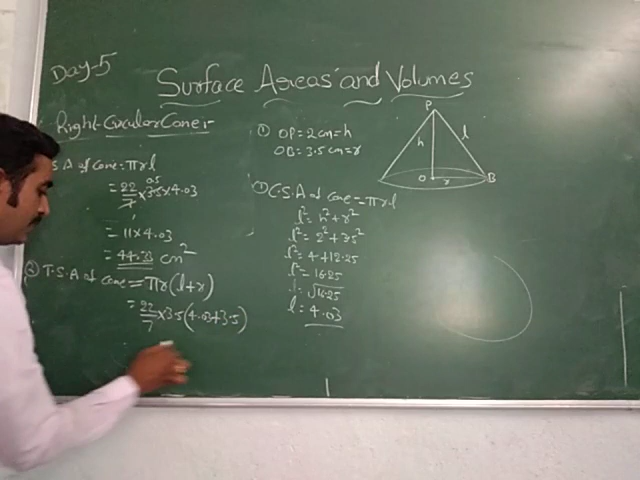 Day-5
Surface Areas and Volumes
Right Circular Cone:-
S.A of Cone = πrl
= 22/7 × 3.5 × 4.03
0.5
= 11 × 4.03
= 44.33 cm²
② T.S.A of Cone = πr(l+r)
= 22/7 × 3.5 (4.03+3.5)
① OP = 2cm = h
OB = 3.5cm = r
① C.S.A of Cone = πrl
l² = h² + r²
l² = 2² + 3.5²
l² = 4 + 12.25
l² = 16.25
l = √16.25
l = 4.03
P
h
l
O
r
B